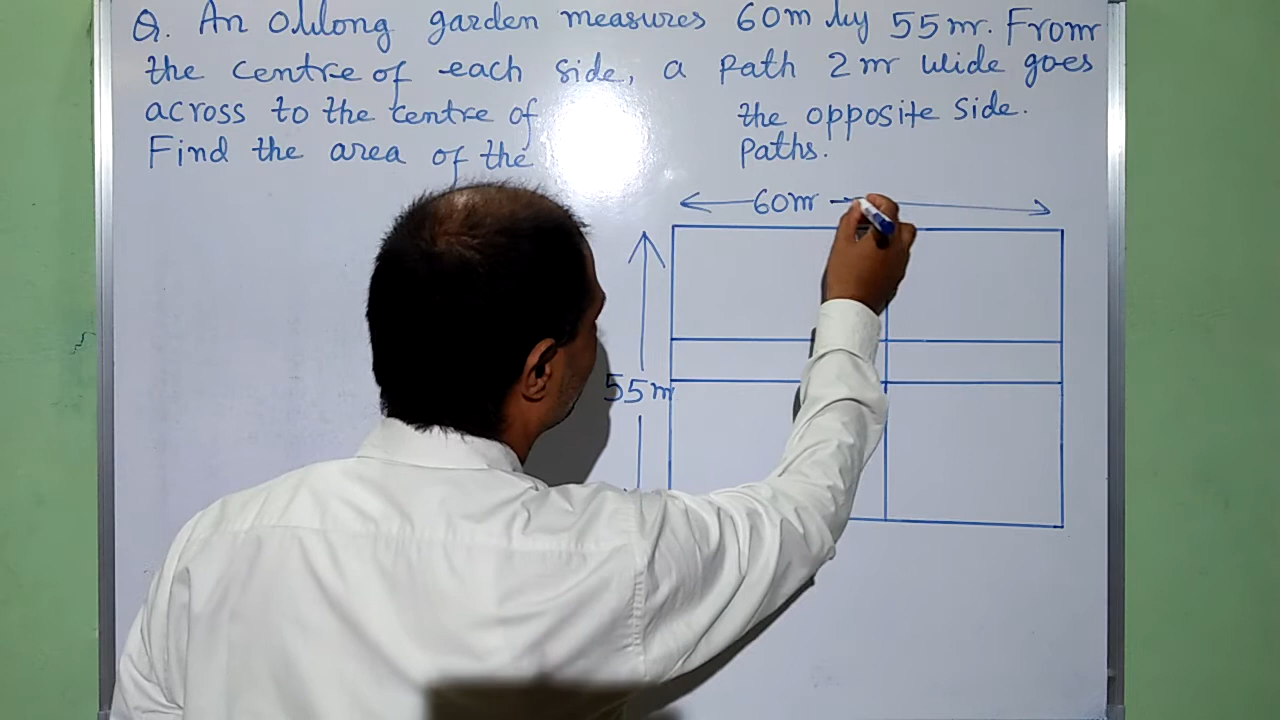 Q. An Oblong garden measures 60m by 55m. From
the centre of each side, a Path 2m wide goes
across to the centre of the opposite side.
Find the area of the Paths.
60m
55m